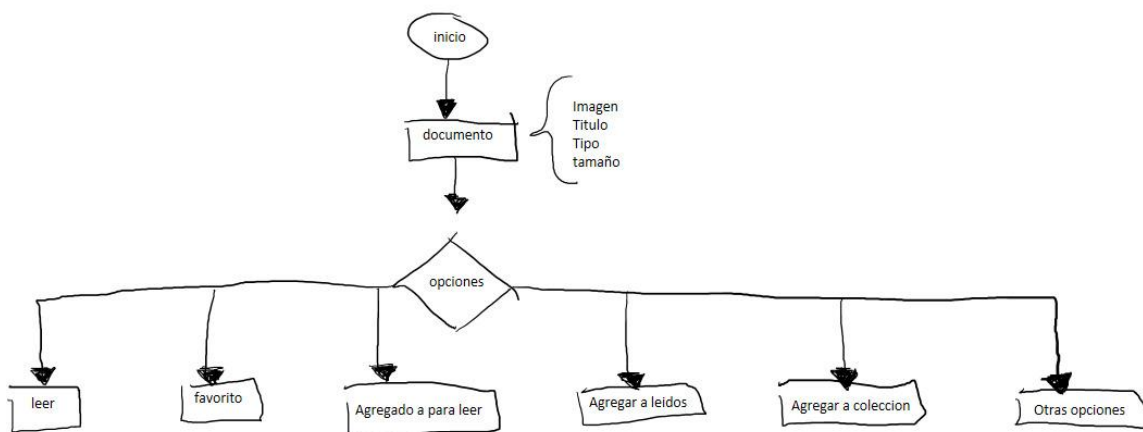 inicio
documento
Imagen
Titulo
Tipo
tamaño
opciones
leer
favorito
Agregado a para leer
Agregar a leidos
Agregar a coleccion
Otras opciones